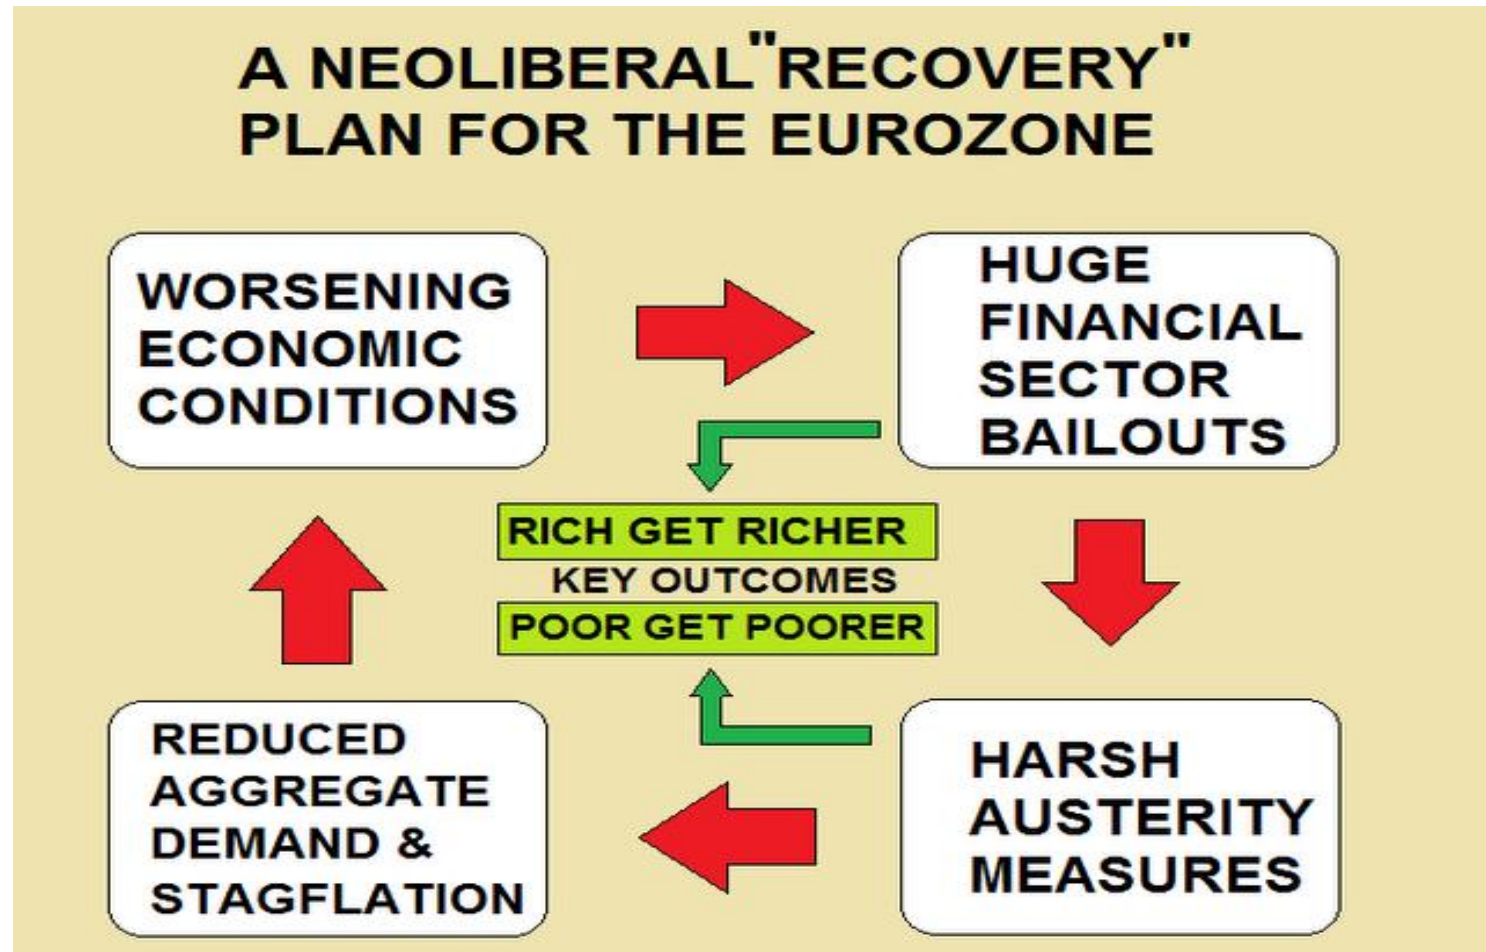 A NEOLIBERAL "RECOVERY"
PLAN FOR THE EUROZONE
WORSENING
ECONOMIC
CONDITIONS
HUGE
FINANCIAL
SECTOR
BAILOUTS
RICH GET RICHER
KEY OUTCOMES
POOR GET POORER
REDUCED
AGGREGATE
DEMAND &
STAGFLATION
HARSH
AUSTERITY
MEASURES